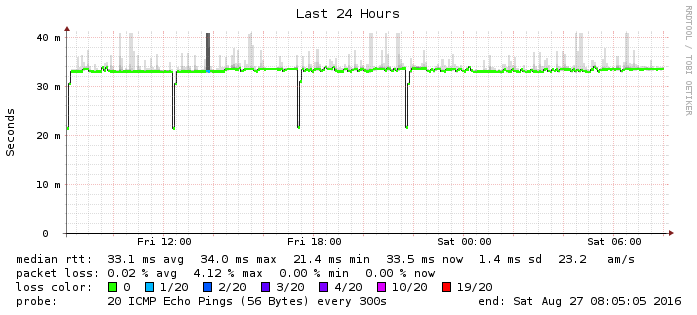 Last 24 Hours
RRDTOOL / TOBI OETIKER
Seconds
40 m
30 m
20 m
10 m
0
Fri 12:00 Fri 18:00 Sat 00:00 Sat 06:00
median rtt: 33.1 ms avg 34.0 ms max 21.4 ms min 33.5 ms now 1.4 ms sd 23.2 am/s
packet loss: 0.02 % avg 4.12 % max 0.00 % min 0.00 % now
loss color: 0 1/20 2/20 3/20 4/20 10/20 19/20
probe: 20 ICMP Echo Pings (56 Bytes) every 300s end: Sat Aug 27 08:05:05 2016